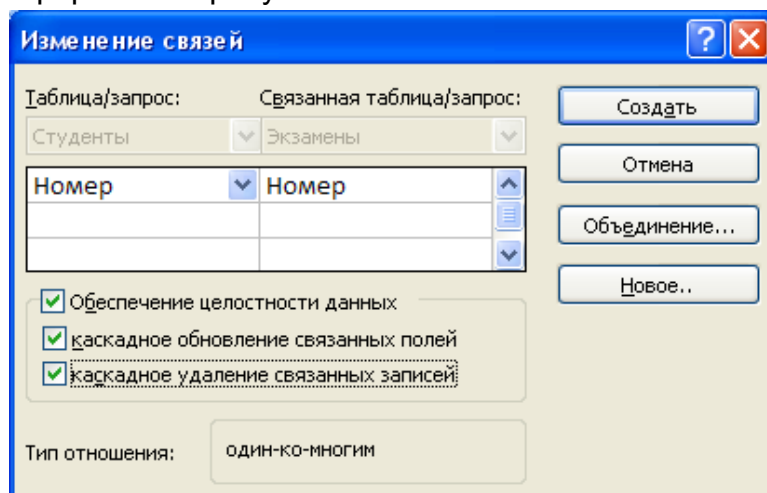 Изменение связей
Таблица/запрос: Связанная таблица/запрос:
Создать
Студенты Экзамены
Отмена
Номер Номер
Объединение...
Новое..
Обеспечение целостности данных
каскадное обновление связанных полей
каскадное удаление связанных записей
Тип отношения: один-ко-многим